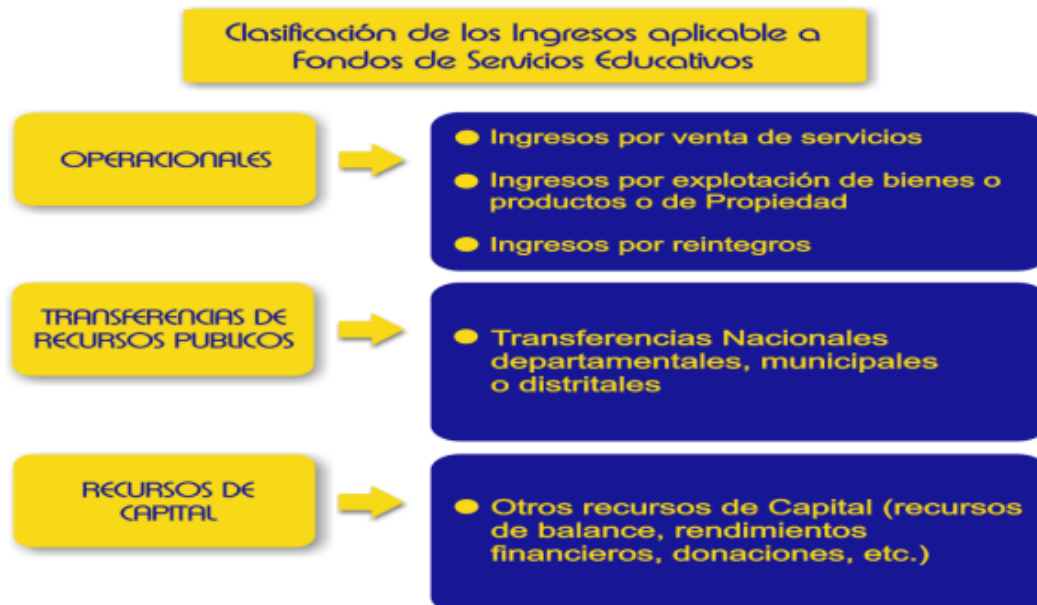 Clasificación de los Ingresos aplicable a
Fondos de Servicios Educativos
OPERACIONALES
● Ingresos por venta de servicios
● Ingresos por explotación de bienes o
productos o de Propiedad
● Ingresos por reintegros
TRANSFERENCIAS DE
RECURSOS PUBLICOS
● Transferencias Nacionales
departamentales, municipales
o distritales
RECURSOS DE
CAPITAL
● Otros recursos de Capital (recursos
de balance, rendimientos
financieros, donaciones, etc.)